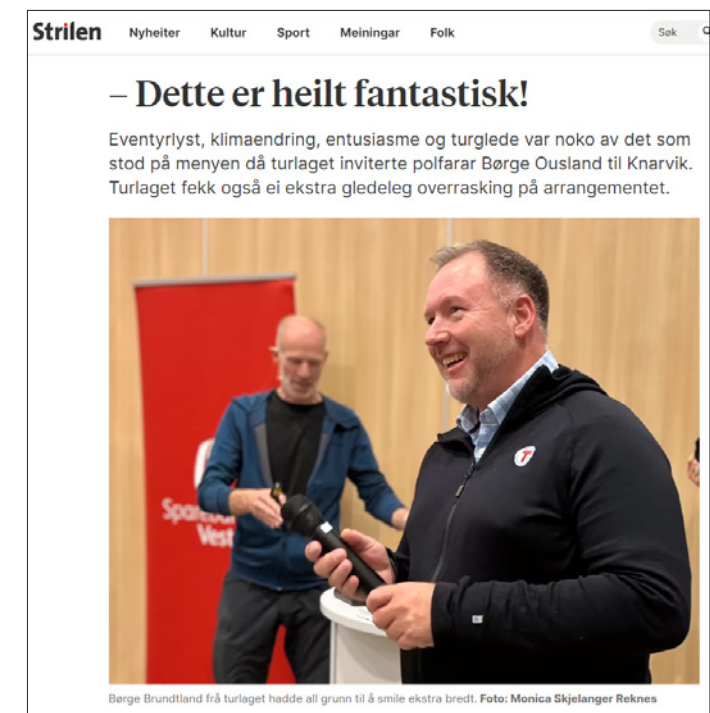 Strilen Nyheiter Kultur Sport Meiningar Folk Søk
– Dette er heilt fantastisk!
Eventyrlyst, klimaendring, entusiasme og turglede var noko av det som
stod på menyen då turlaget inviterte polfarar Børge Ousland til Knarvik.
Turlaget fekk også ei ekstra gledeleg overrasking på arrangementet.
T
Vest
Børge Brundtland frå turlaget hadde all grunn til å smile ekstra bredt. Foto: Monica Skjelanger Reknes